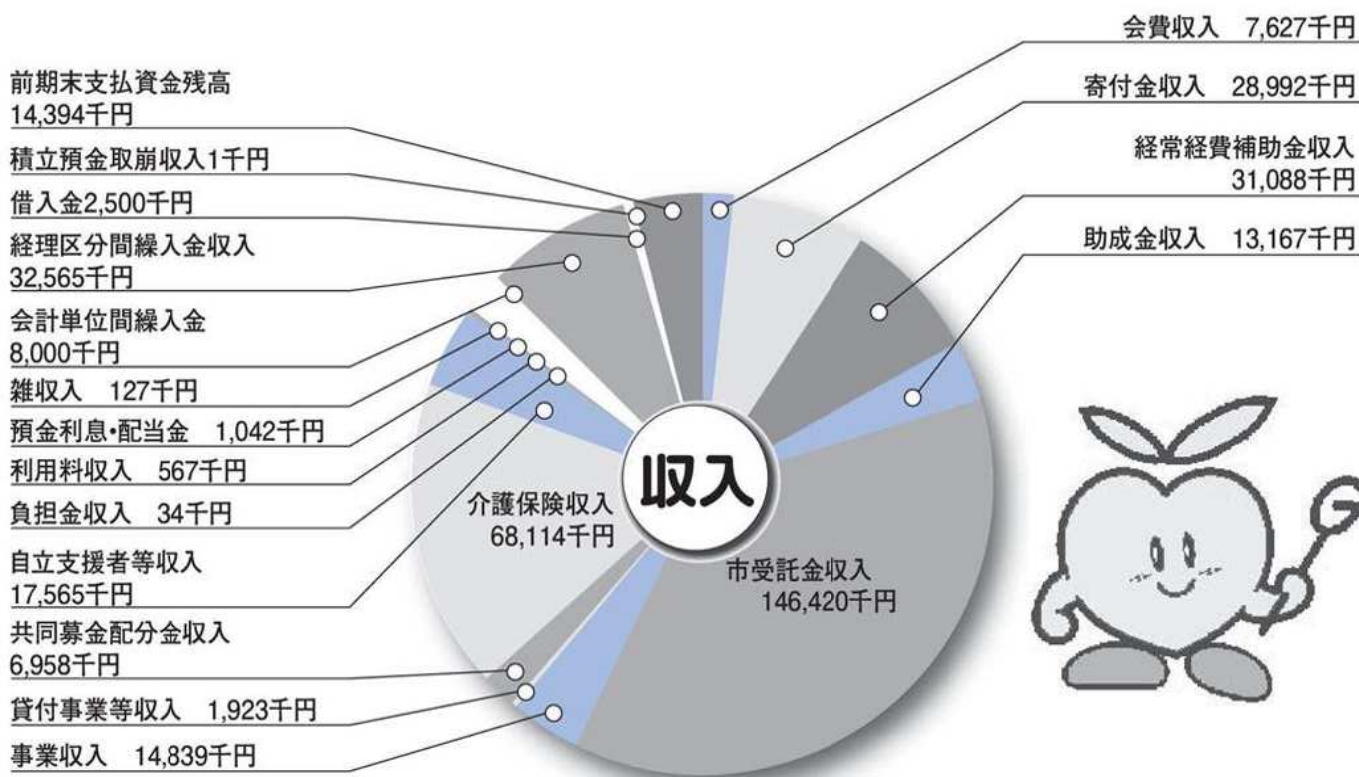 会費収入 7,627千円
寄付金収入 28,992千円
経常経費補助金収入
31,088千円
助成金収入 13,167千円
前期末支払資金残高
14,394千円
積立預金取崩収入1千円
借入金2,500千円
経理区分間繰入金収入
32,565千円
会計単位間繰入金
8,000千円
雑収入 127千円
預金利息・配当金 1,042千円
利用料収入 567千円
負担金収入 34千円
自立支援者等収入
17,565千円
共同募金配分金収入
6,958千円
貸付事業等収入 1,923千円
事業収入 14,839千円
収入
介護保険収入
68,114千円
市受託金収入
146,420千円